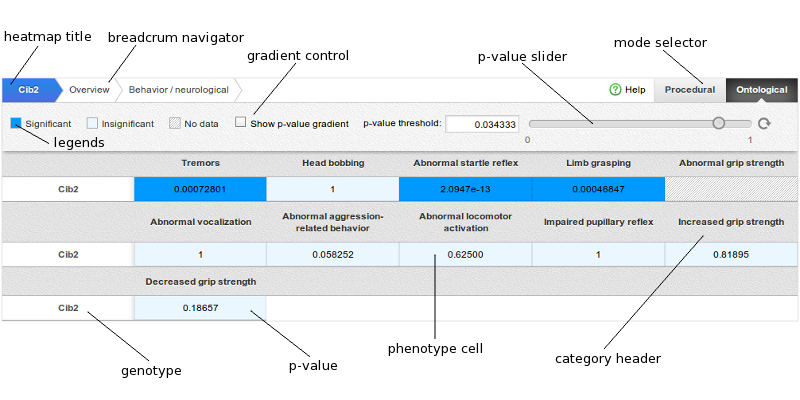 heatmap title
breadcrum navigator
gradient control
p-value slider
mode selector
Cib2
Overview
Behavior / neurological
Help
Procedural
Ontological
Significant
Insignificant
No data
Show p-value gradient
p-value threshold:
0.034333
0
1
legends
Tremors
Head bobbing
Abnormal startle reflex
Limb grasping
Abnormal grip strength
Cib2
0.00072801
1
2.0947e-13
0.00046847
Abnormal vocalization
Abnormal aggression-
related behavior
Abnormal locomotor
activation
Impaired pupillary reflex
Increased grip strength
Cib2
1
0.058252
0.62500
1
0.81895
Decreased grip strength
Cib2
0.18657
genotype
p-value
phenotype cell
category header